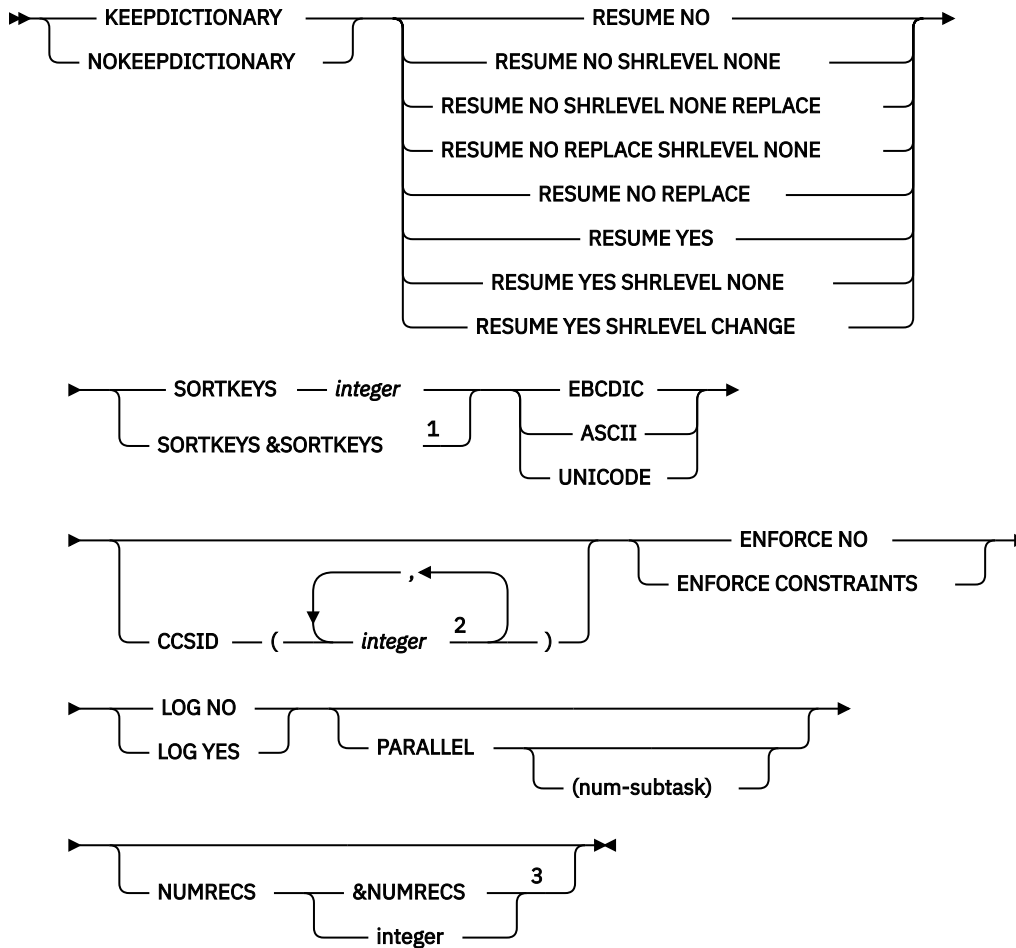 KEEPDICTIONARY RESUME NO
NOKEEPDICTIONARY RESUME NO SHRLEVEL NONE
RESUME NO SHRLEVEL NONE REPLACE
RESUME NO REPLACE SHRLEVEL NONE
RESUME NO REPLACE
RESUME YES
RESUME YES SHRLEVEL NONE
RESUME YES SHRLEVEL CHANGE
SORTKEYS integer EBCDIC
SORTKEYS &SORTKEYS 1 ASCII
UNICODE
ENFORCE NO
, ENFORCE CONSTRAINTS
CCSID ( integer 2 )
LOG NO
LOG YES PARALLEL
(num-subtask)
NUMRECS &NUMRECS 3
integer